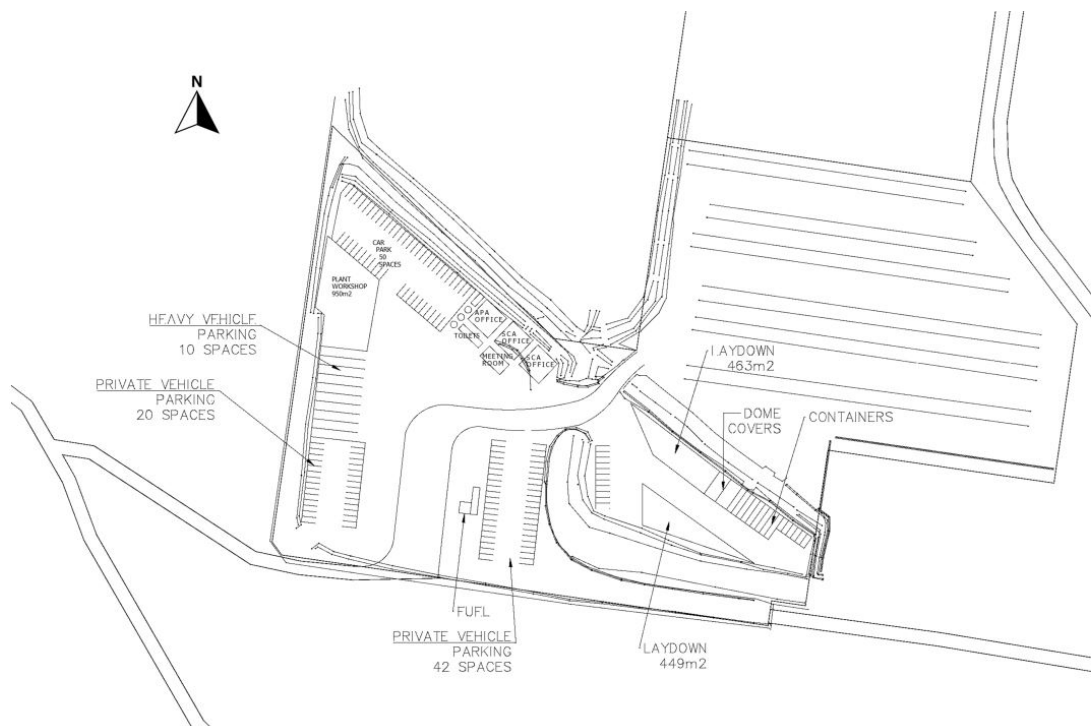 N
CAR
PARK
50
SPACES
PLANT
WORKSHOP
950m2
HEAVY VEHICLE
PARKING
10 SPACES
PRIVATE VEHICLE
PARKING
20 SPACES
APA
OFFICE
TOILETS
SCA
OFFICE
MEETING
ROOM
SCA
OFFICE
LAYDOWN
463m2
DOME
COVERS
CONTAINERS
FUFL
PRIVATE VEHICLE
PARKING
42 SPACES
LAYDOWN
449m2